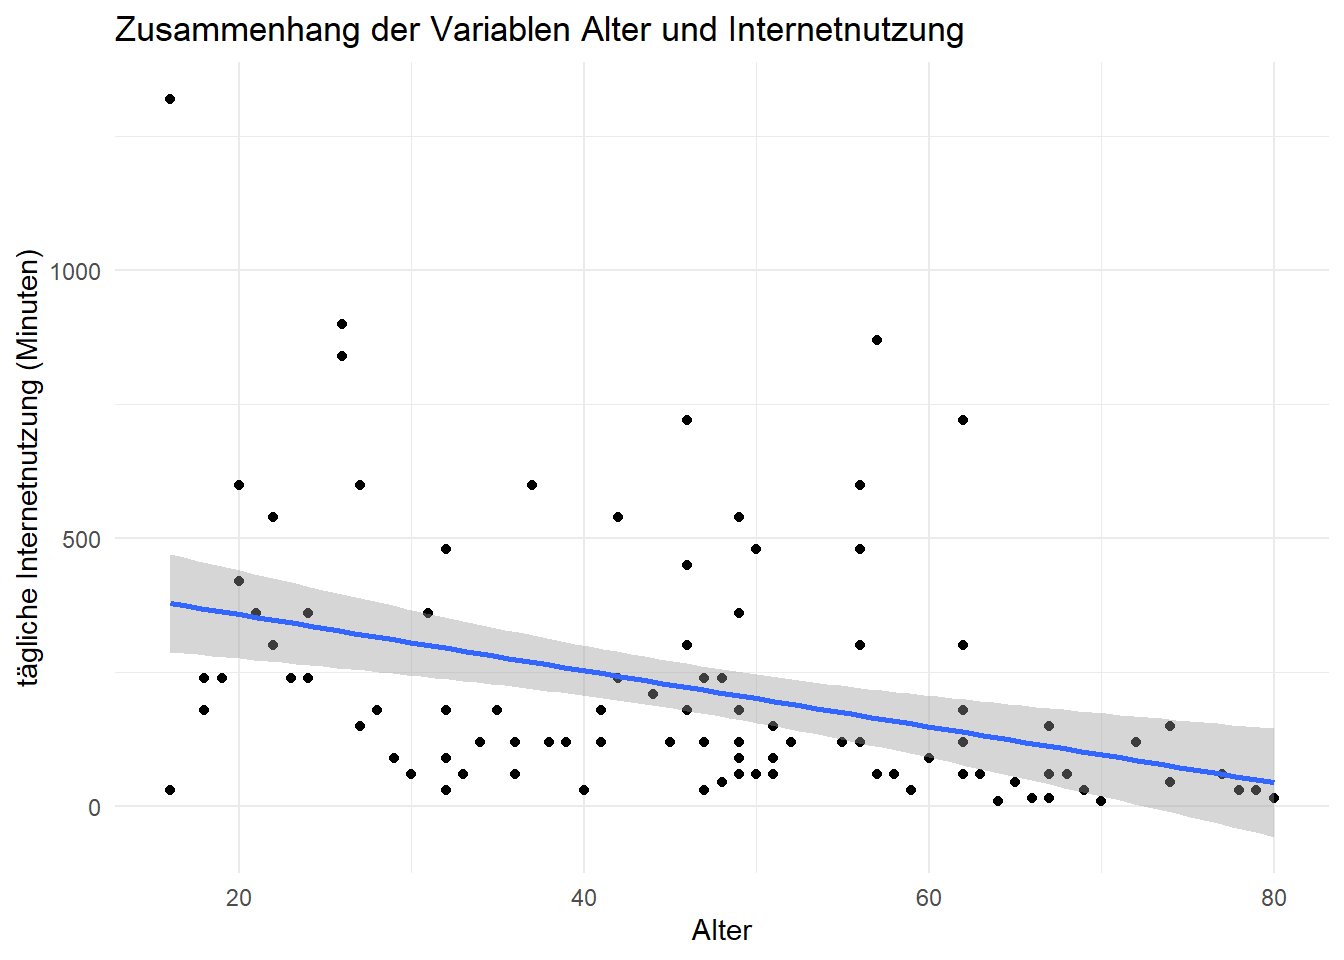 Zusammenhang der Variablen Alter und Internetnutzung
tägliche Internetnutzung (Minuten)
1000
500
0
20
40
60
80
Alter